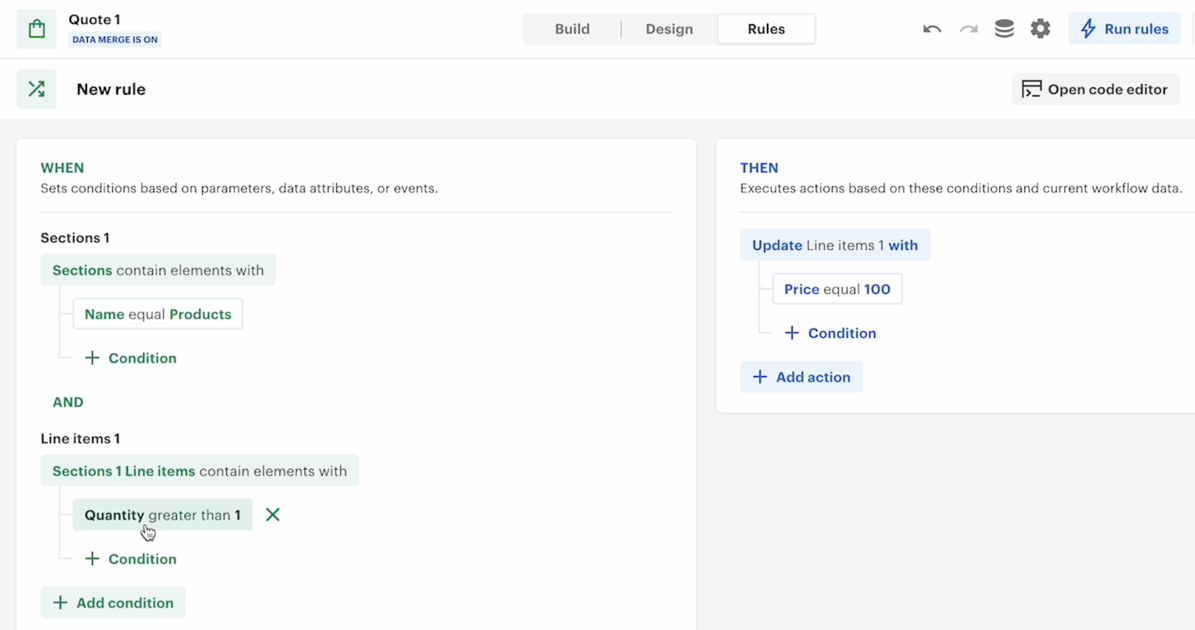 Quote 1
DATA MERGE IS ON
Build
Design
Rules
Run rules
New rule
Open code editor
WHEN
Sets conditions based on parameters, data attributes, or events.
Sections 1
Sections contain elements with
Name equal Products
+ Condition
AND
Line items 1
Sections 1 Line items contain elements with
Quantity greater than 1
+ Condition
+ Add condition
THEN
Executes actions based on these conditions and current workflow data.
Update Line items 1 with
Price equal 100
+ Condition
+ Add action